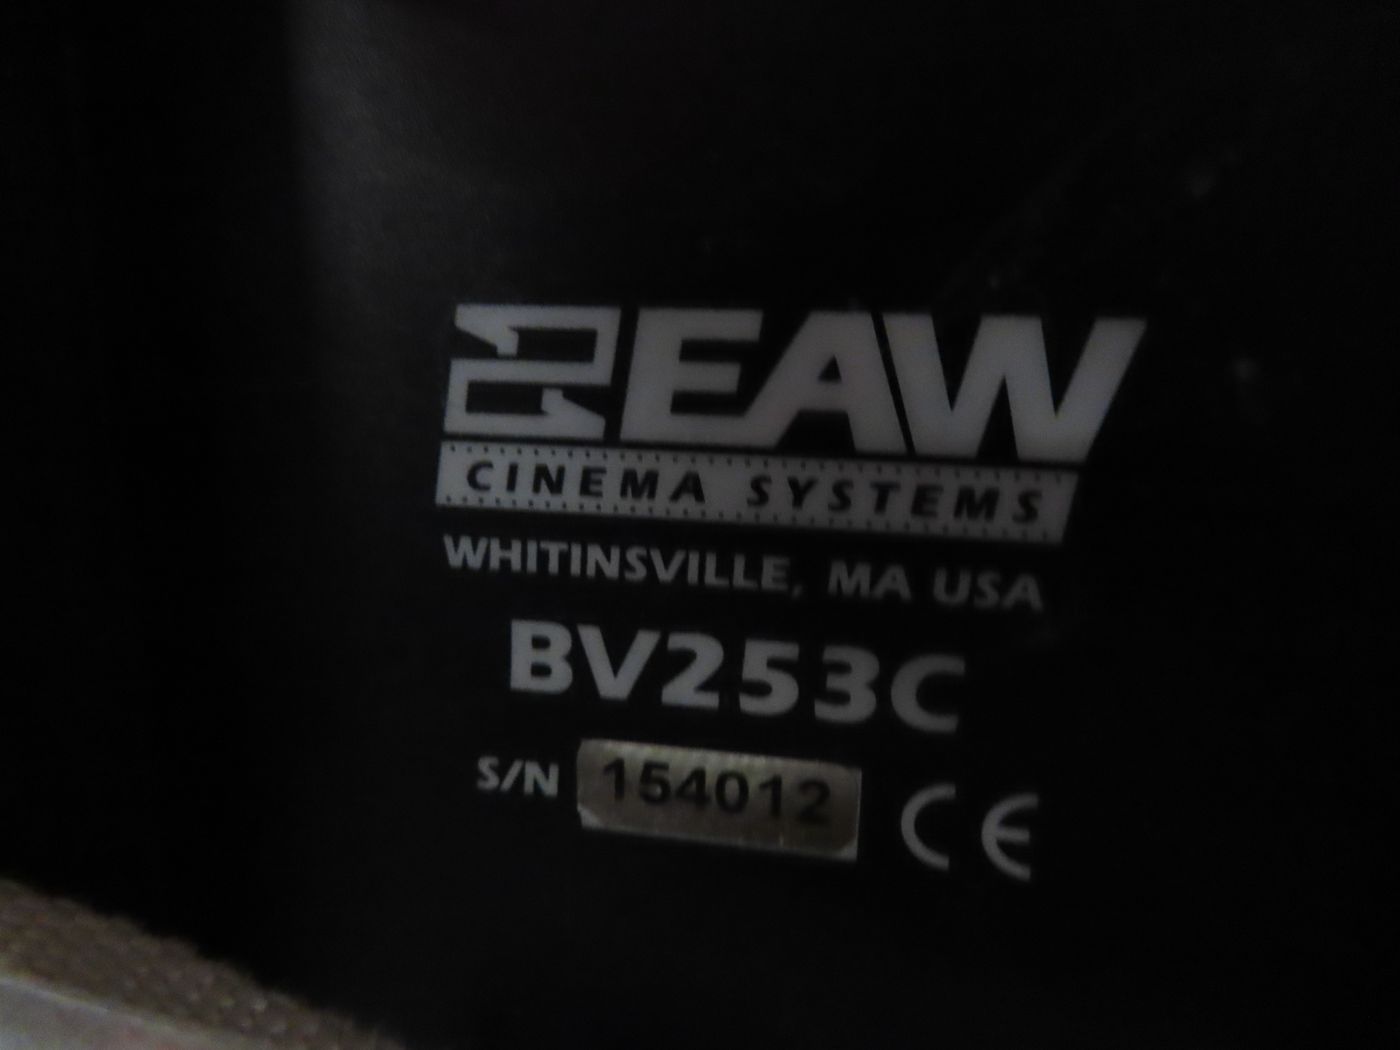 EAW
CINEMA SYSTEMS
WHITINSVILLE, MA USA
BV253C
S/N 154012 CE